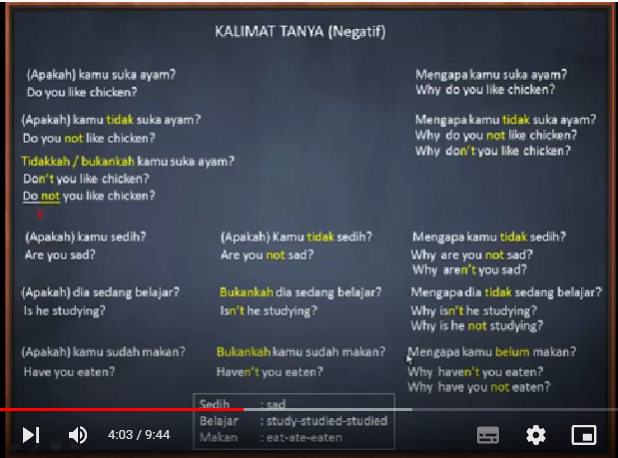 KALIMAT TANYA (Negatif)
(Apakah) kamu suka ayam?
Do you like chicken?
Mengapa kamu suka ayam?
Why do you like chicken?
(Apakah) kamu tidak suka ayam?
Do you not like chicken?
Mengapa kamu tidak suka ayam?
Why do you not like chicken?
Why don't you like chicken?
Tidakkah / bukankah kamu suka ayam?
Don't you like chicken?
Do not you like chicken?
x
(Apakah) kamu sedih?
Are you sad?
(Apakah) Kamu tidak sedih?
Are you not sad?
Mengapa kamu tidak sedih?
Why are you not sad?
Why aren't you sad?
(Apakah) dia sedang belajar?
Is he studying?
Bukankah dia sedang belajar?
Isn't he studying?
Mengapa dia tidak sedang belajar?
Why isn't he studying?
Why is he not studying?
(Apakah) kamu sudah makan?
Have you eaten?
Bukankah kamu sudah makan?
Haven't you eaten?
Mengapa kamu belum makan?
Why haven't you eaten?
Why have you not eaten?
Sedih : sad
Belajar : study-studied-studied
Makan : eat-ate-eaten
4:03 / 9:44